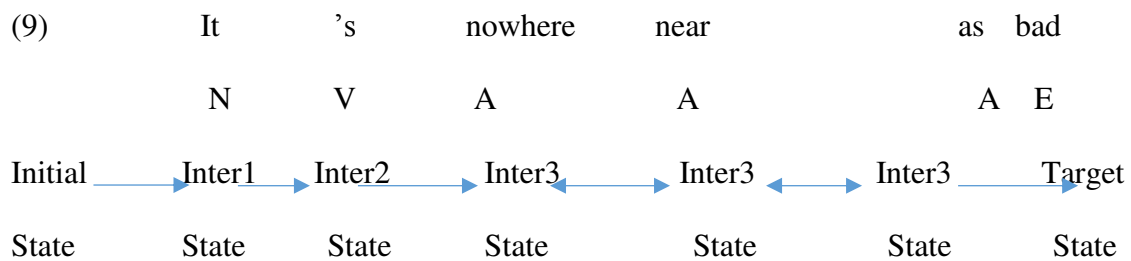 (9) It 's nowhere near as bad
N V A A A E
Initial Inter1 Inter2 Inter3 Inter3 Inter3 Target
State State State State State State State